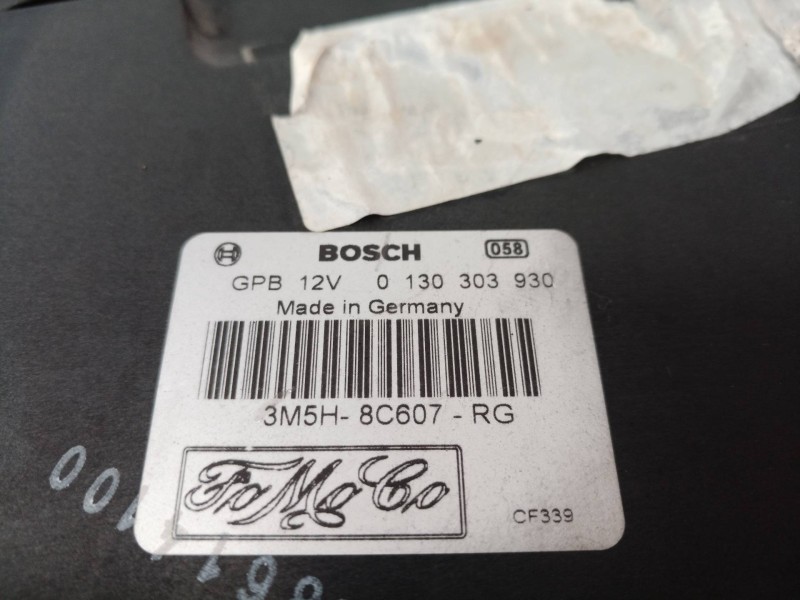 BOSCH 058
GPB 12V 0 130 303 930
Made in Germany
3M5H- 8C607 - RG
FoMoCo
CF339